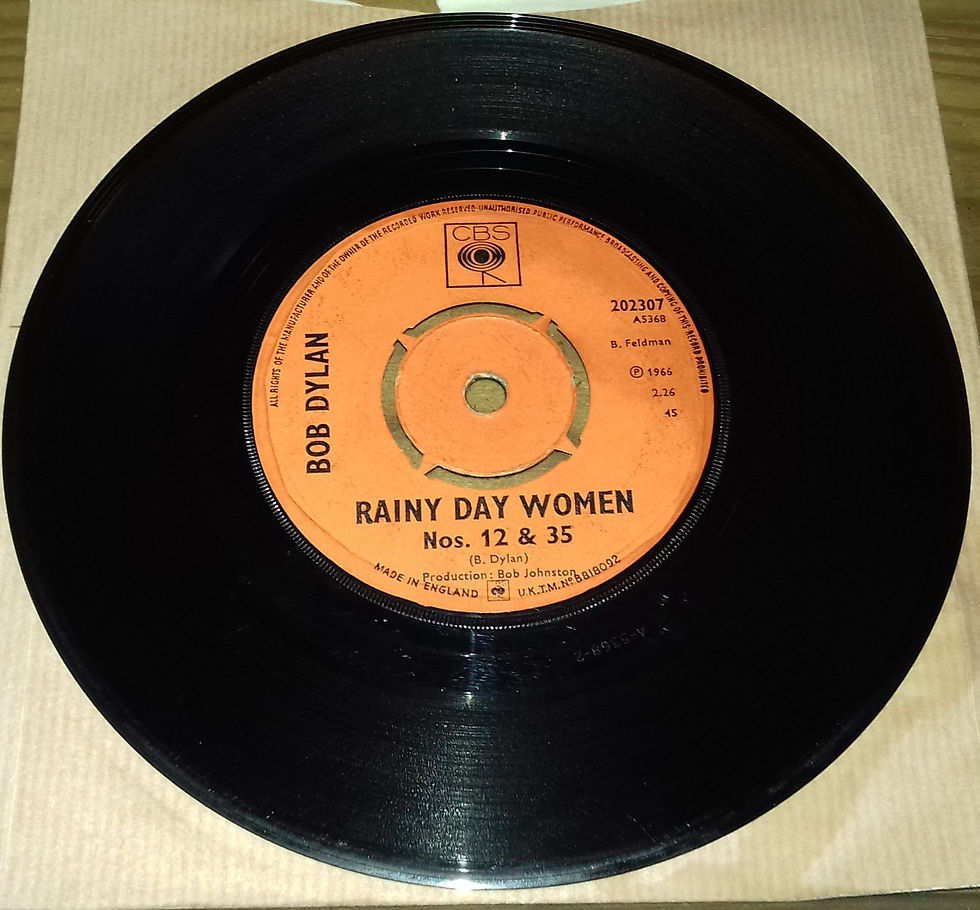 ALL RIGHTS OF THE MANUFACTURER AND OF THE OWNER OF THE RECORDED WORK RESERVED·UNAUTHORISED PUBLIC PERFORMANCE BROADCASTING AND COPYING OF THIS RECORD PROHIBITED
CBS
202307
A5368
B. Feldman
℗ 1966
2.26
45
BOB DYLAN
RAINY DAY WOMEN
Nos. 12 & 35
(B. Dylan)
Production: Bob Johnston
MADE IN ENGLAND U.K.T.M. Nº BB18092
A-5368-2